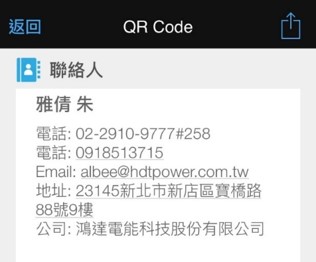 返回 QR Code
聯絡人
雅倩 朱
電話: 02-2910-9777#258
電話: 0918513715
Email: albee@hdtpower.com.tw
地址: 23145新北市新店區寶橋路
88號9樓
公司: 鴻達電能科技股份有限公司